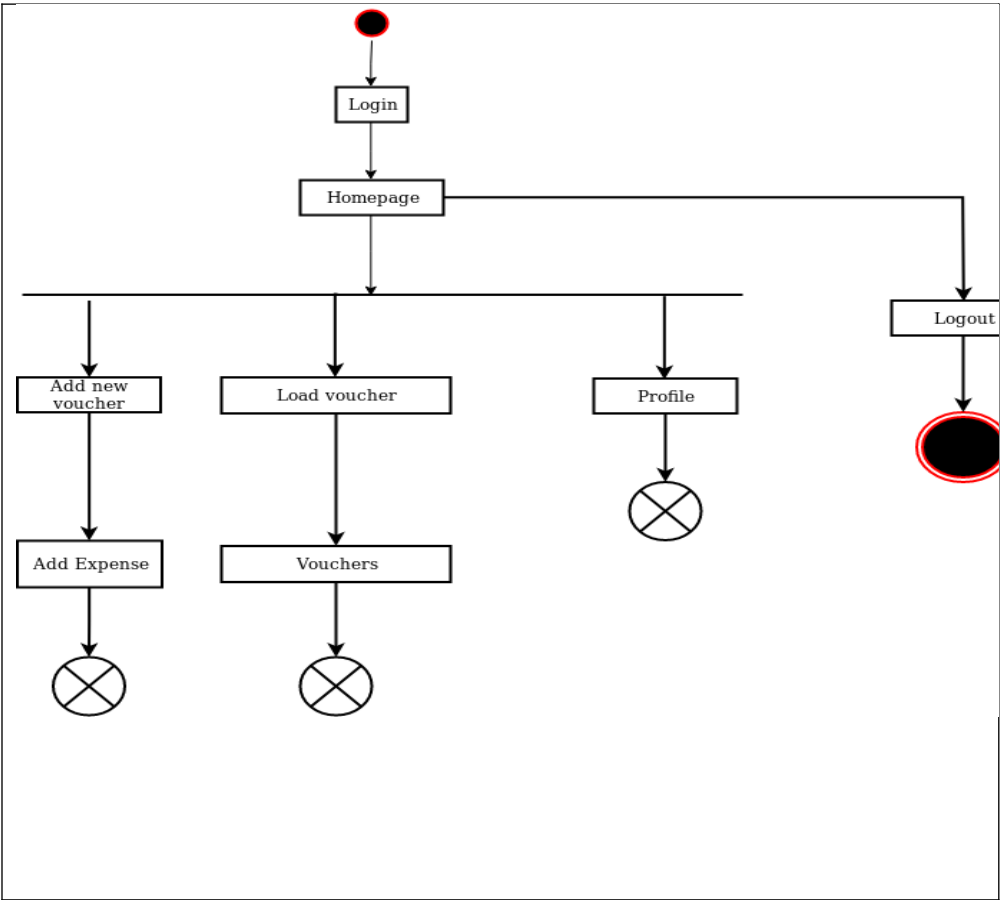 Login
Homepage
Logout
Add new
voucher
Load voucher
Profile
Add Expense
Vouchers